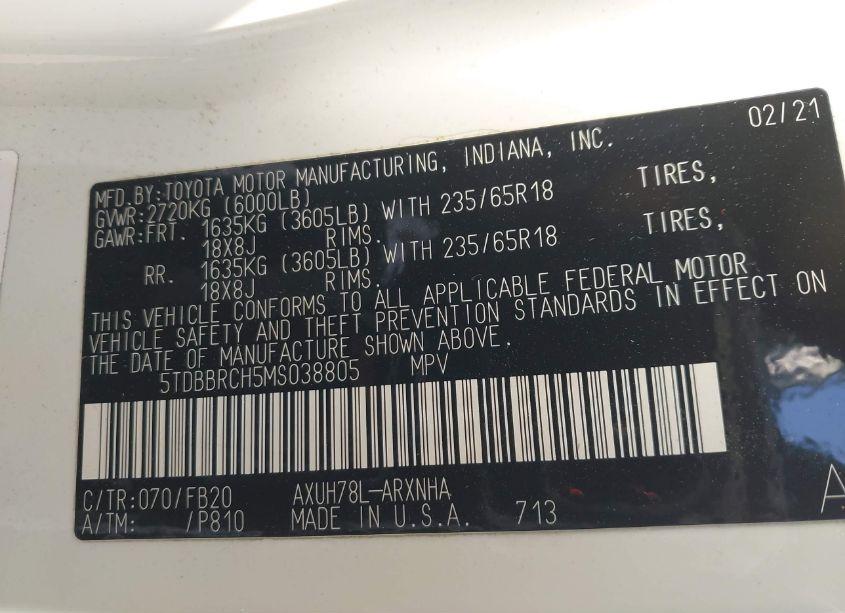 02/21
MFD.BY:TOYOTA MOTOR MANUFACTURING, INDIANA, INC.
GVWR:2720KG (6000LB)
GAWR:FRT. 1635KG (3605LB) WITH 235/65R18 TIRES,
18X8J RIMS.
RR. 1635KG (3605LB) WITH 235/65R18 TIRES,
18X8J RIMS.
THIS VEHICLE CONFORMS TO ALL APPLICABLE FEDERAL MOTOR
VEHICLE SAFETY AND THEFT PREVENTION STANDARDS IN EFFECT ON
THE DATE OF MANUFACTURE SHOWN ABOVE.
5TDBBRCH5MS038805 MPV
C/TR:070/FB20 AXUH78L-ARXNHA
A/TM: /P810 MADE IN U.S.A. 713
A